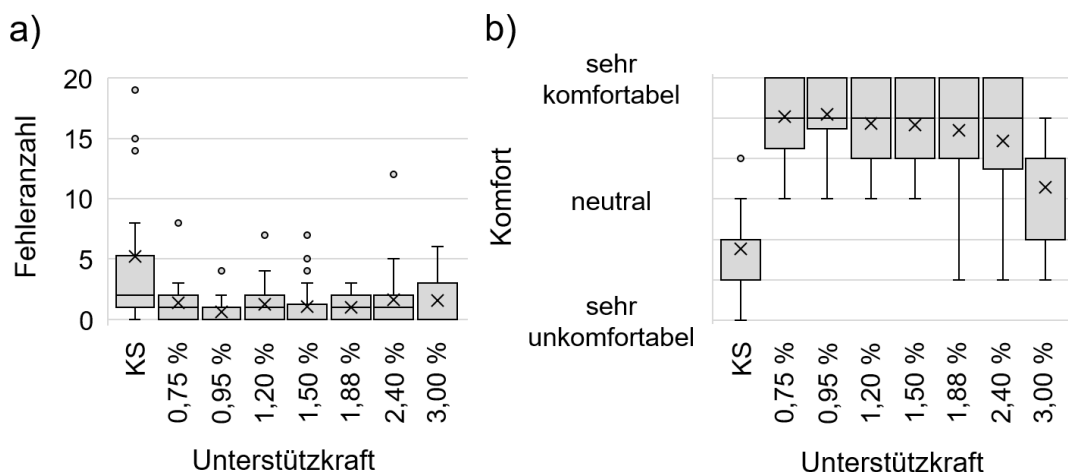 a)
Fehleranzahl
20
15
10
5
0
KS
0,75 %
0,95 %
1,20 %
1,50 %
1,88 %
2,40 %
3,00 %
Unterstützkraft
b)
Komfort
sehr
komfortabel
neutral
sehr
unkomfortabel
KS
0,75 %
0,95 %
1,20 %
1,50 %
1,88 %
2,40 %
3,00 %
Unterstützkraft